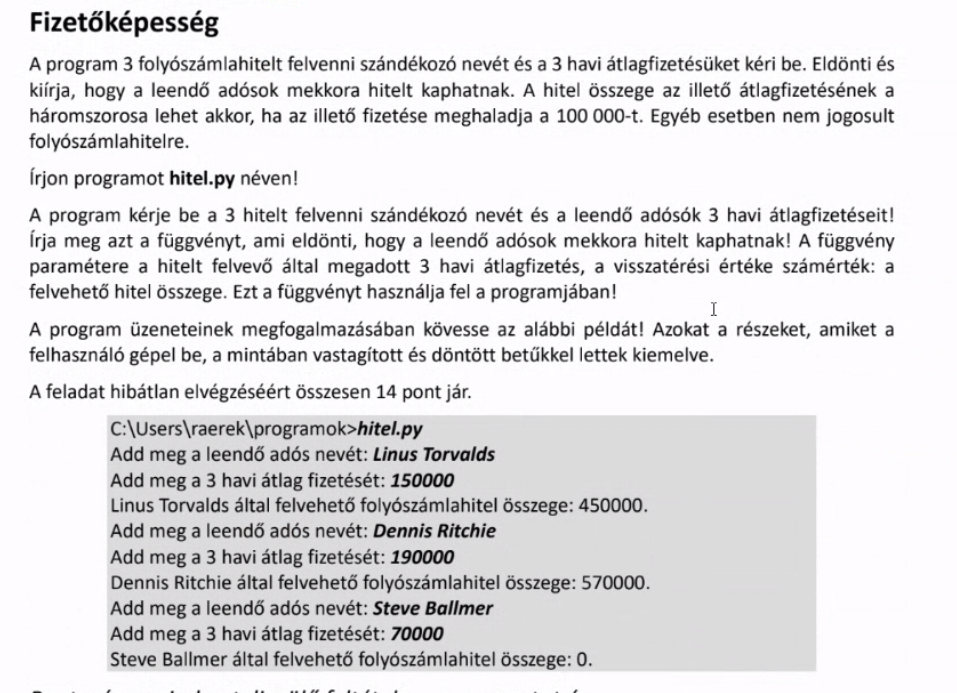 Fizetőképesség
A program 3 folyószámlahitelt felvenni szándékozó nevét és a 3 havi átlagfizetésüket kéri be. Eldönti és
kiírja, hogy a leendő adósok mekkora hitelt kaphatnak. A hitel összege az illető átlagfizetésének a
háromszorosa lehet akkor, ha az illető fizetése meghaladja a 100 000-t. Egyéb esetben nem jogosult
folyószámlahitelre.
Írjon programot hitel.py néven!
A program kérje be a 3 hitelt felvenni szándékozó nevét és a leendő adósók 3 havi átlagfizetéseit!
Írja meg azt a függvényt, ami eldönti, hogy a leendő adósok mekkora hitelt kaphatnak! A függvény
paramétere a hitelt felvevő által megadott 3 havi átlagfizetés, a visszatérési értéke számérték: a
felvehető hitel összege. Ezt a függvényt használja fel a programjában!
A program üzeneteinek megfogalmazásában kövesse az alábbi példát! Azokat a részeket, amiket a
felhasználó gépel be, a mintában vastagított és döntött betűkkel lettek kiemelve.
A feladat hibátlan elvégzéséért összesen 14 pont jár.
C:\Users\raerek\programok>hitel.py
Add meg a leendő adós nevét: Linus Torvalds
Add meg a 3 havi átlag fizetését: 150000
Linus Torvalds által felvehető folyószámlahitel összege: 450000.
Add meg a leendő adós nevét: Dennis Ritchie
Add meg a 3 havi átlag fizetését: 190000
Dennis Ritchie által felvehető folyószámlahitel összege: 570000.
Add meg a leendő adós nevét: Steve Ballmer
Add meg a 3 havi átlag fizetését: 70000
Steve Ballmer által felvehető folyószámlahitel összege: 0.